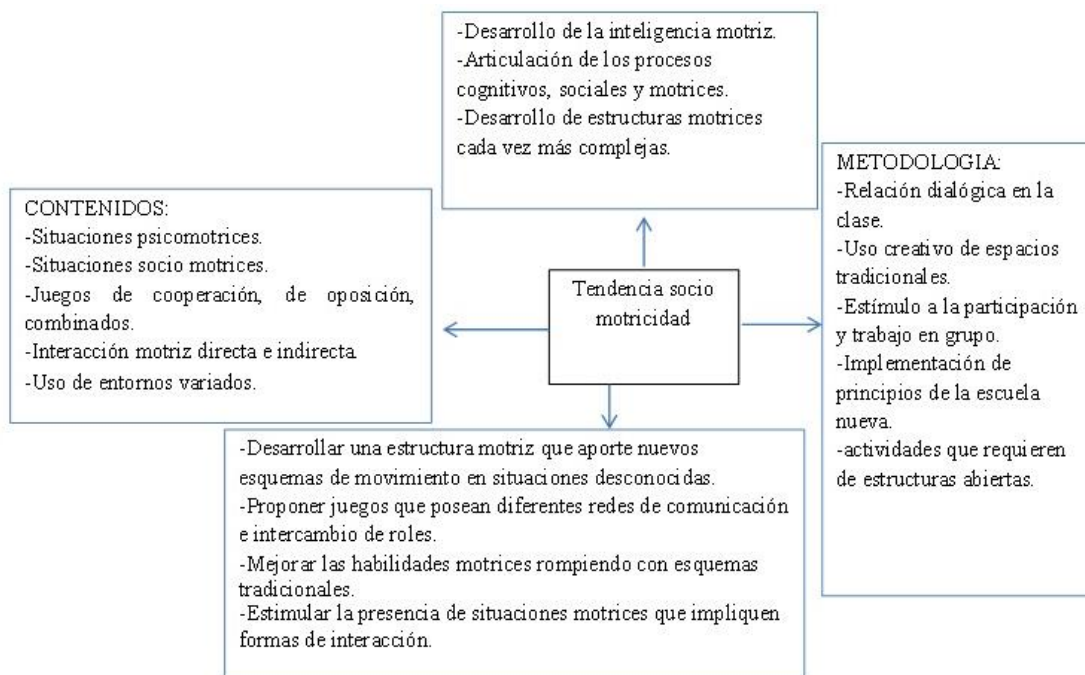 -Desarrollo de la inteligencia motriz.
-Articulación de los procesos
cognitivos, sociales y motrices.
-Desarrollo de estructuras motrices
cada vez más complejas.
CONTENIDOS:
-Situaciones psicomotrices.
-Situaciones socio motrices.
-Juegos de cooperación, de oposición,
combinados.
-Interacción motriz directa e indirecta
-Uso de entornos variados.
Tendencia socio
motricidad
METODOLOGIA:
-Relación dialógica en la
clase.
-Uso creativo de espacios
tradicionales.
-Estímulo a la participación
y trabajo en grupo.
-Implementación de
principios de la escuela
nueva.
-actividades que requieren
de estructuras abiertas.
-Desarrollar una estructura motriz que aporte nuevos
esquemas de movimiento en situaciones desconocidas.
-Proponer juegos que posean diferentes redes de comunicación
e intercambio de roles.
-Mejorar las habilidades motrices rompiendo con esquemas
tradicionales.
-Estimular la presencia de situaciones motrices que impliquen
formas de interacción.